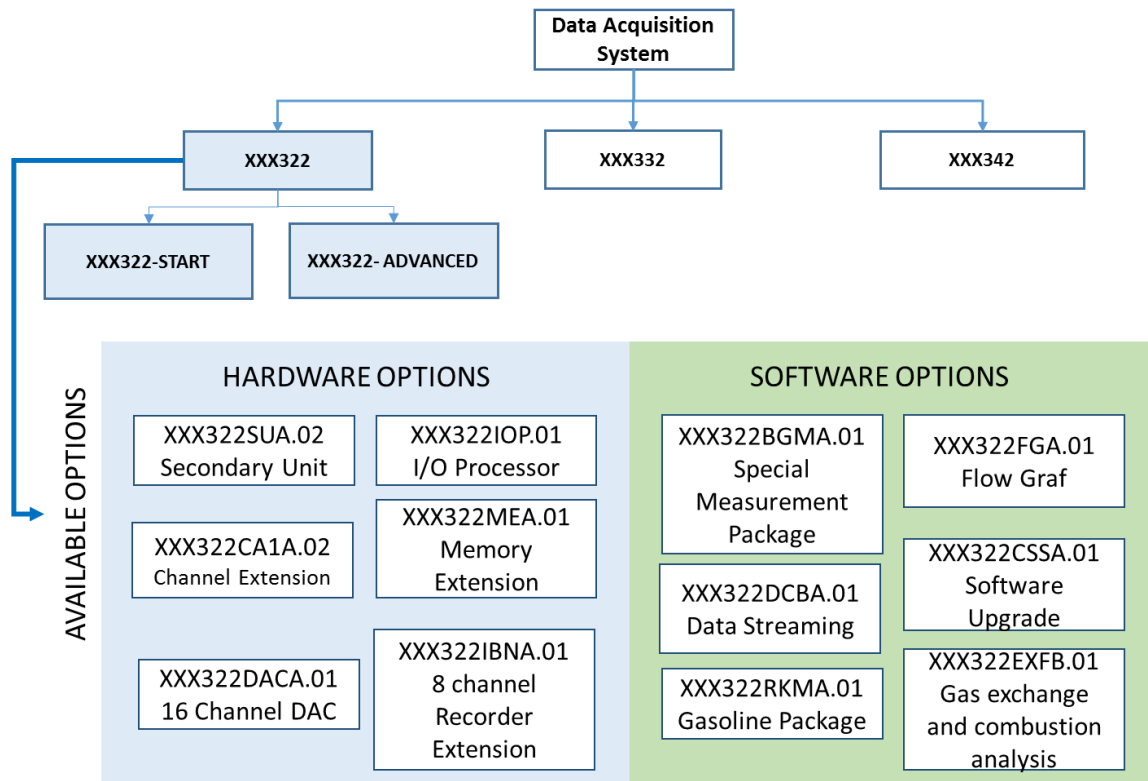 Data Acquisition
System
XXX322
XXX332
XXX342
XXX322-START
XXX322- ADVANCED
AVAILABLE OPTIONS
HARDWARE OPTIONS
XXX322SUA.02
Secondary Unit
XXX322IOP.01
I/O Processor
XXX322CA1A.02
Channel Extension
XXX322MEA.01
Memory
Extension
XXX322DACA.01
16 Channel DAC
XXX322IBNA.01
8 channel
Recorder
Extension
SOFTWARE OPTIONS
XXX322BGMA.01
Special
Measurement
Package
XXX322FGA.01
Flow Graf
XXX322DCBA.01
Data Streaming
XXX322CSSA.01
Software
Upgrade
XXX322RKMA.01
Gasoline Package
XXX322EXFB.01
Gas exchange
and combustion
analysis